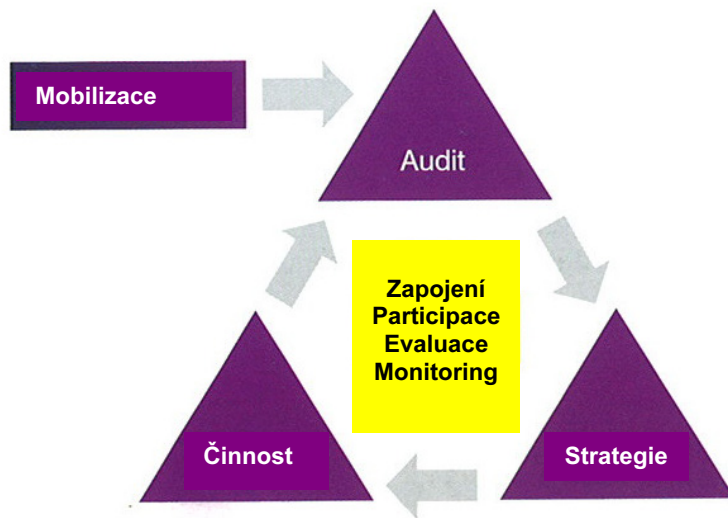 Mobilizace
Audit
Zapojení
Participace
Evaluace
Monitoring
Činnost
Strategie